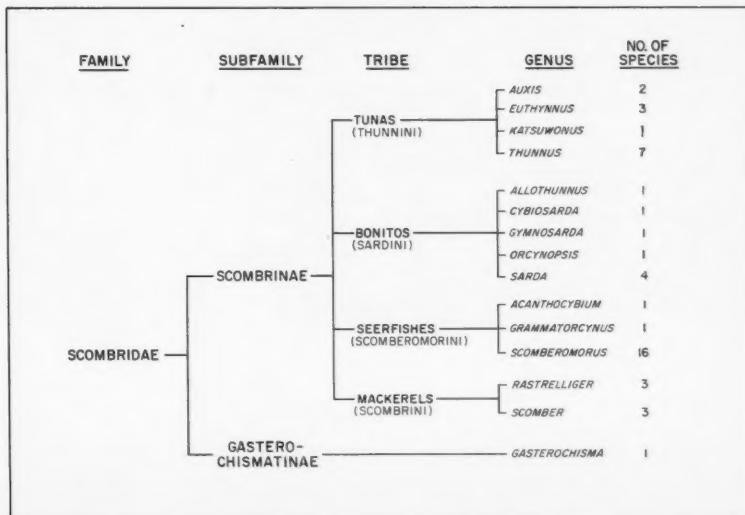 FAMILY SUBFAMILY TRIBE GENUS NO. OF SPECIES
AUXIS 2
EUTHYNNUS 3
TUNAS
(THUNNINI)
KATSUWONUS 1
THUNNUS 7
ALLOTHUNNUS 1
CYBIOSARDA 1
BONITOS
(SARDINI)
GYMNOSARDA 1
ORCYNOPSIS 1
SCOMBRINAE
SARDA 4
ACANTHOCYBIUM 1
SEERFISHES
(SCOMBEROMORINI)
GRAMMATORCYNUS 1
SCOMBRIDAE
SCOMBEROMORUS 16
RASTRELLIGER 3
MACKERELS
(SCOMBRINI)
SCOMBER 3
GASTERO-
CHISMATINAE
GASTEROCHISMA 1